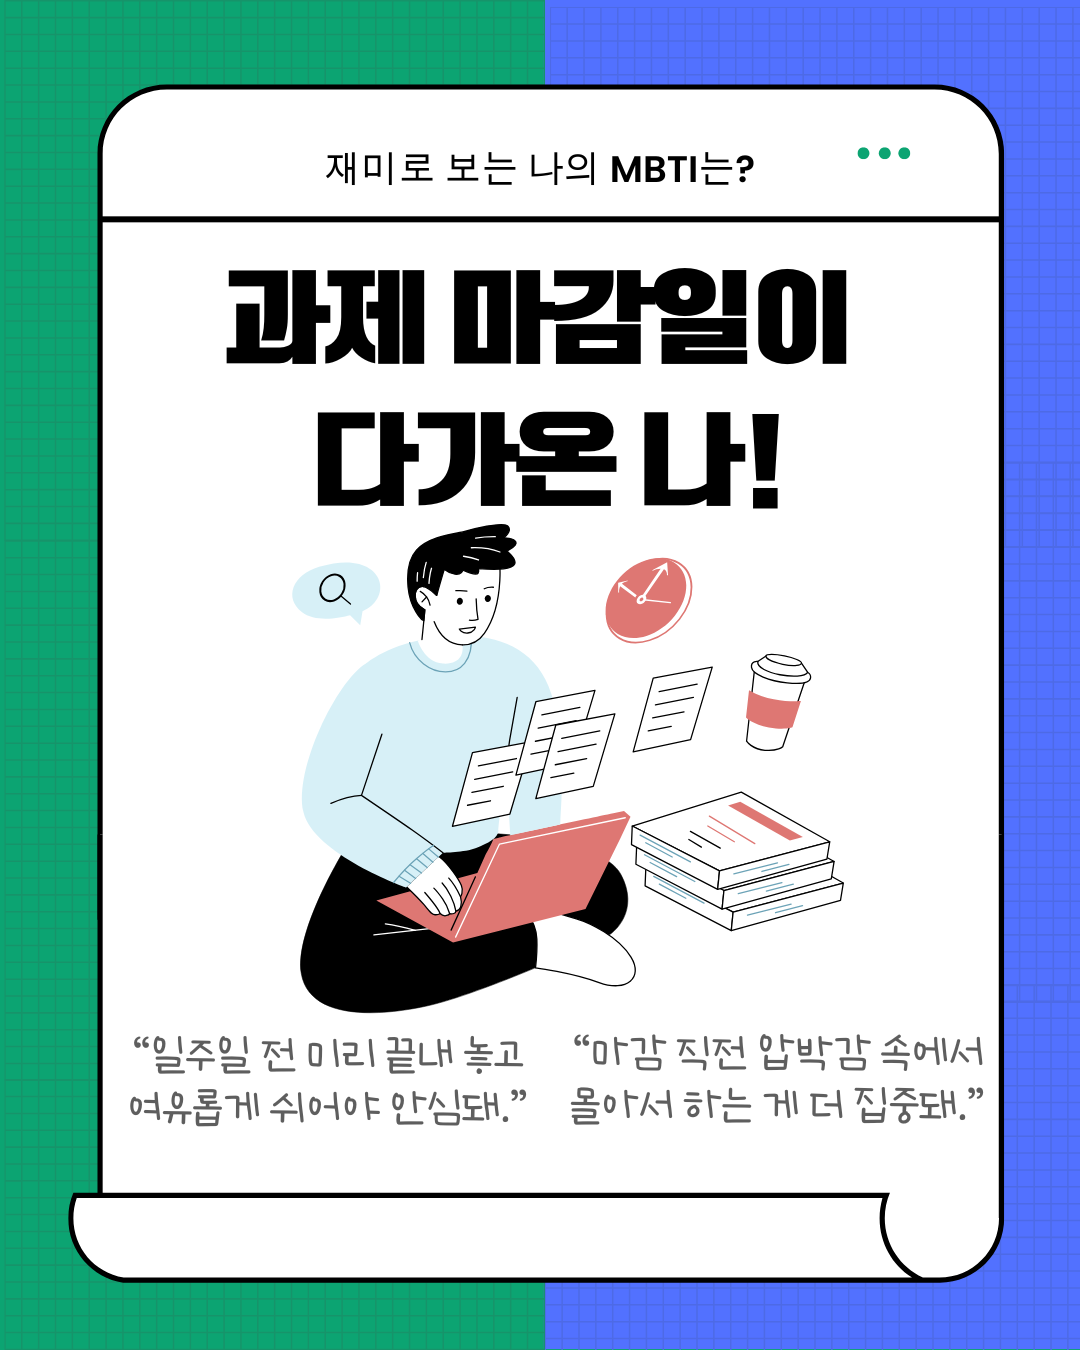 재미로 보는 나의 MBTI는?
과제 마감일이
다가온 나!
“일주일 전 미리 끝내 놓고
여유롭게 쉬어야 안심돼.”
“마감 직전 압박감 속에서
몰아서 하는 게 더 집중돼.”